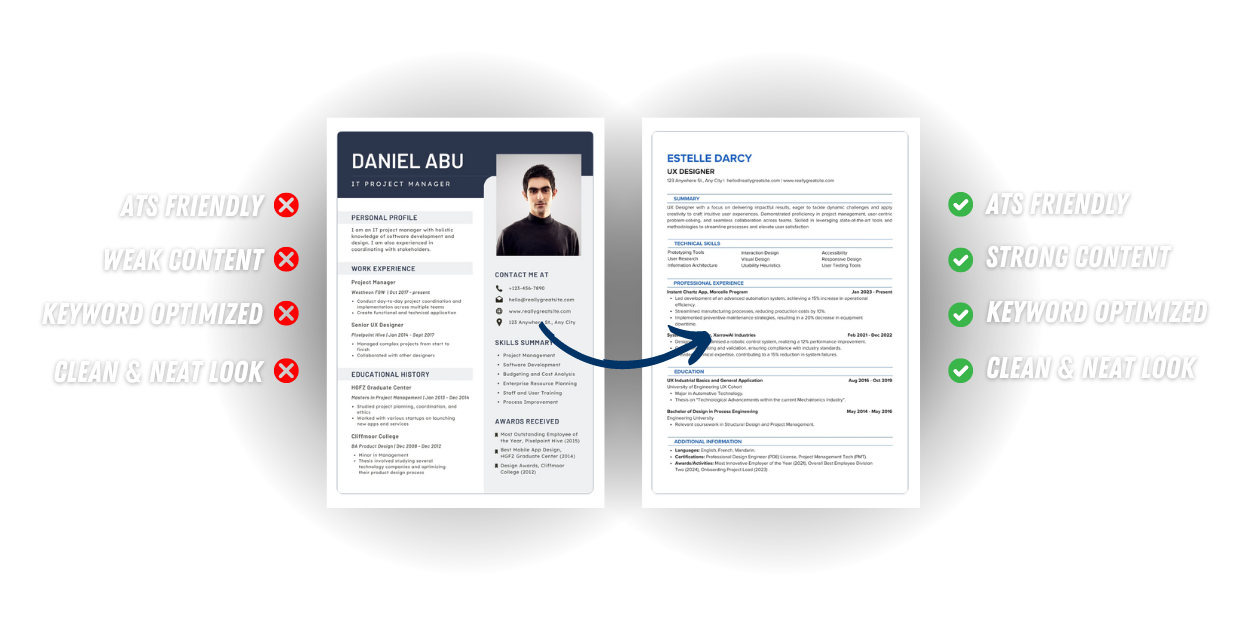 ATS FRIENDLY
WEAK CONTENT
KEYWORD OPTIMIZED
CLEAN & NEAT LOOK
DANIEL ABU
IT PROJECT MANAGER
PERSONAL PROFILE
I am an IT project manager with holistic
knowledge of software development and
design. I am also experienced in
coordinating with stakeholders.
WORK EXPERIENCE
Project Manager
Westheon FDW | Oct 2017 - present
Conduct day-to-day project coordination and
implementation across multiple teams
Create functional and technical application
Senior UX Designer
Pixelpoint Hive | Jan 2014 - Sept 2017
Managed complex projects from start to
finish
Collaborated with other designers
EDUCATIONAL HISTORY
HGFZ Graduate Center
Masters in Project Management | Jan 2013 - Dec 2014
Studied project planning, coordination, and
ethics
Worked with various startups on launching
new apps and services
Cliffmoor College
BA Product Design | Dec 2008 - Dec 2012
Minor in Management
Thesis involved studying several
technology companies and optimizing
their product design process
CONTACT ME AT
+123-456-7890
hello@reallygreatsite.com
www.reallygreatsite.com
123 Anywhere St., Any City
SKILLS SUMMARY
Project Management
Software Development
Budgeting and Cost Analysis
Enterprise Resource Planning
Staff and User Training
Process Improvement
AWARDS RECEIVED
Most Outstanding Employee of
the Year, Pixelpoint Hive (2015)
Best Mobile App Design,
HGFZ Graduate Center (2014)
Design Awards, Cliffmoor
College (2012)
ESTELLE DARCY
UX DESIGNER
123 Anywhere St., Any City | hello@reallygreatsite.com | www.reallygreatsite.com
SUMMARY
UX Designer with a focus on delivering impactful results, eager to tackle dynamic challenges and apply
creativity to craft intuitive user experiences. Demonstrated proficiency in project management, user-centric
problem-solving, and seamless collaboration across teams. Skilled in leveraging state-of-the-art tools and
methodologies to streamline processes and elevate user satisfaction
TECHNICAL SKILLS
Prototyping Tools Interaction Design Accessibility
User Research Visual Design Responsive Design
Information Architecture Usability Heuristics User Testing Tools
PROFESSIONAL EXPERIENCE
Instant Chartz App, Morcelle Program Jan 2023 - Present
Led development of an advanced automation system, achieving a 15% increase in operational
efficiency.
Streamlined manufacturing processes, reducing production costs by 10%.
Implemented preventive maintenance strategies, resulting in a 20% decrease in equipment
downtime.
XarrowAI Industries Feb 2021 - Dec 2022
a robotic control system, realizing a 12% performance improvement.
and validation, ensuring compliance with industry standards.
expertise, contributing to a 15% reduction in system failures.
EDUCATION
UX Industrial Basics and General Application Aug 2016 - Oct 2019
University of Engineering UX Cohort
Major in Automotive Technology.
Thesis on "Technological Advancements within the current Mechatronics Industry".
Bachelor of Design in Process Engineering May 2014 - May 2016
Engineering University
Relevant coursework in Structural Design and Project Management.
ADDITIONAL INFORMATION
Languages: English, French, Mandarin
Certifications: Professional Design Engineer (PDE) License, Project Management Tech (PMT)
Awards/Activities: Most Innovative Employer of the Year (2021), Overall Best Employee Division
Two (2024), Onboarding Project Lead (2023)
ATS FRIENDLY
STRONG CONTENT
KEYWORD OPTIMIZED
CLEAN & NEAT LOOK